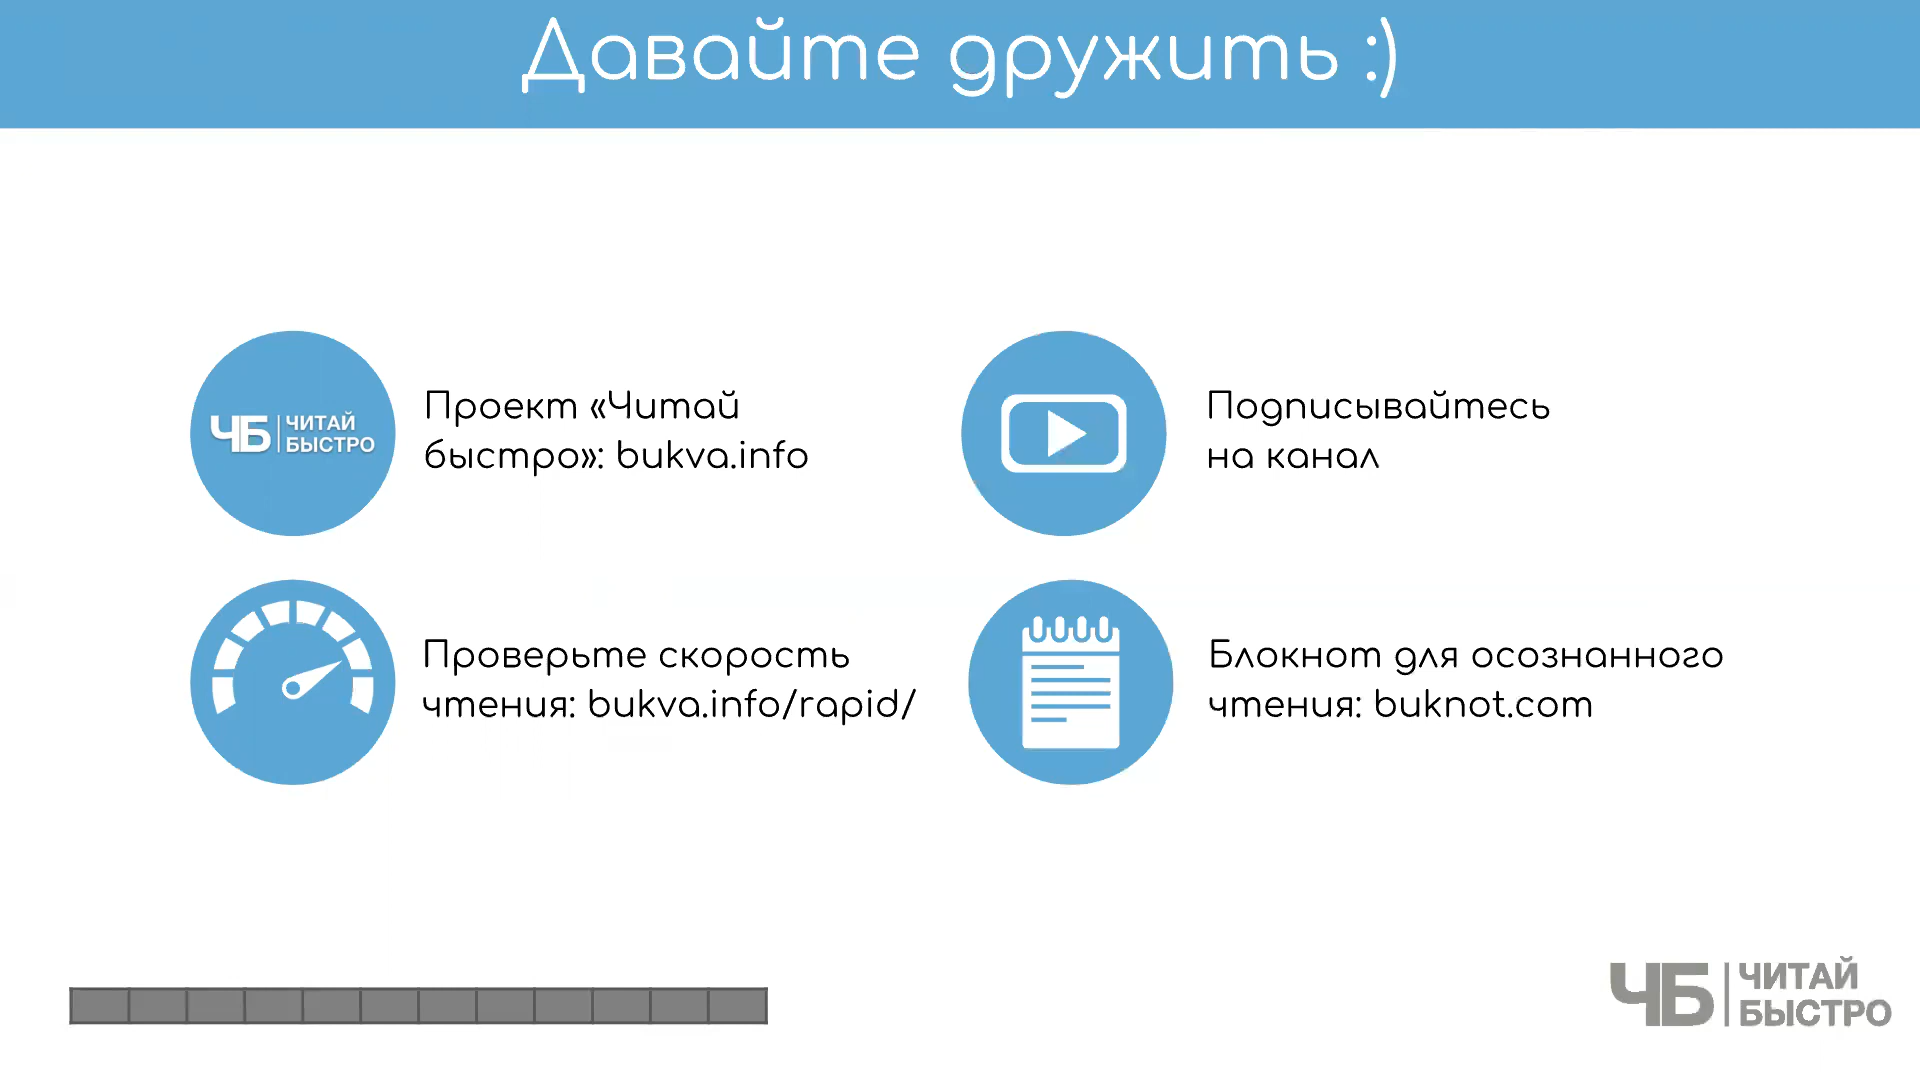 Давайте дружить :)
ЧБ ЧИТАЙ
БЫСТРО
Проект «Читай
быстро»: bukva.info
Подписывайтесь
на канал
Проверьте скорость
чтения: bukva.info/rapid/
Блокнот для осознанного
чтения: buknot.com
ЧБ ЧИТАЙ
БЫСТРО